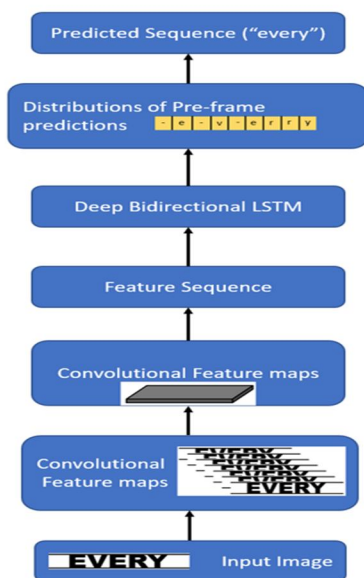 Predicted Sequence (“every”)
Distributions of Pre-frame
predictions - e - v - e r r y
Deep Bidirectional LSTM
Feature Sequence
Convolutional Feature maps
Convolutional
Feature maps
EVERY
EVERY Input Image